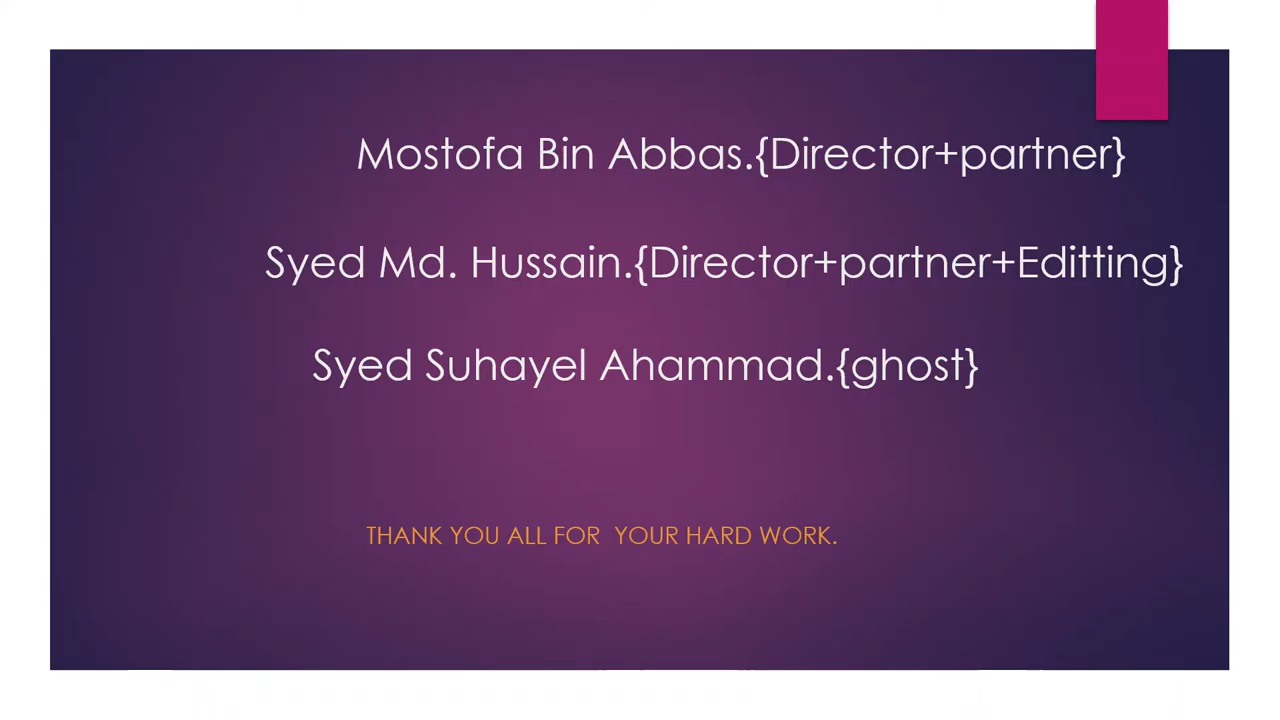 Mostofa Bin Abbas.{Director+partner}
Syed Md. Hussain.{Director+partner+Editting}
Syed Suhayel Ahammad.{ghost}
THANK YOU ALL FOR  YOUR HARD WORK.